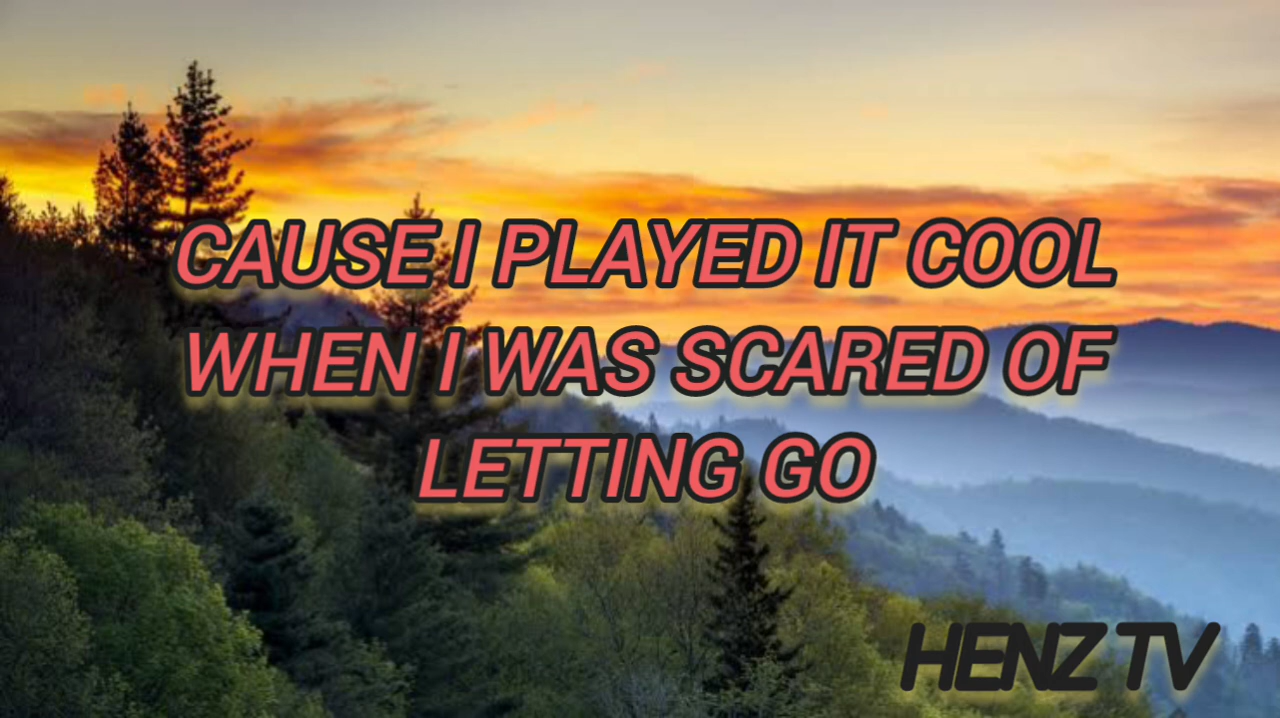 CAUSE I PLAYED IT COOL
WHEN I WAS SCARED OF
LETTING GO
HENZ TV